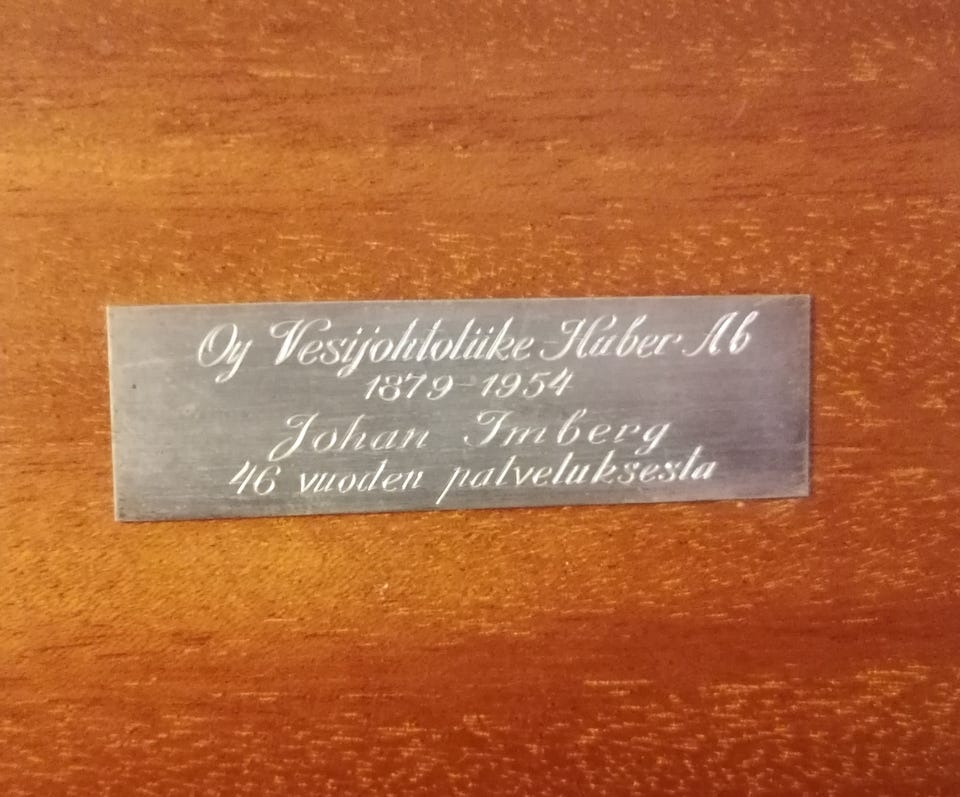 Oy Vesijohtoliike Huber Ab
1879-1954
Johan Imberg
46 vuoden palveluksesta